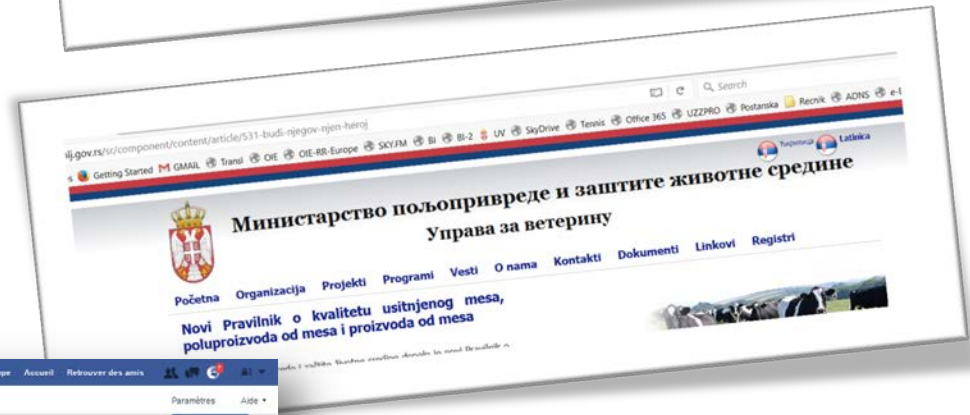 lj.gov.rs/sr/component/content/article/531-budi-njegov-njen-heroj
Search
s Getting Started GMAIL Transl OIE OIE-RR-Europe SKY.FM BI BI-2 UV SkyDrive Tennis Office 365 UZZPRO Postanska Recnik ADNS
Ћирилица Latinica
Министарство пољопривреде и заштите животне средине
Управа за ветерину
Početna Organizacija Projekti Programi Vesti O nama Kontakti Dokumenti Linkovi Registri
Novi Pravilnik o kvalitetu usitnjenog mesa,
poluproizvoda od mesa i proizvoda od mesa
Accueil Retrouver des amis
Paramètres Aide